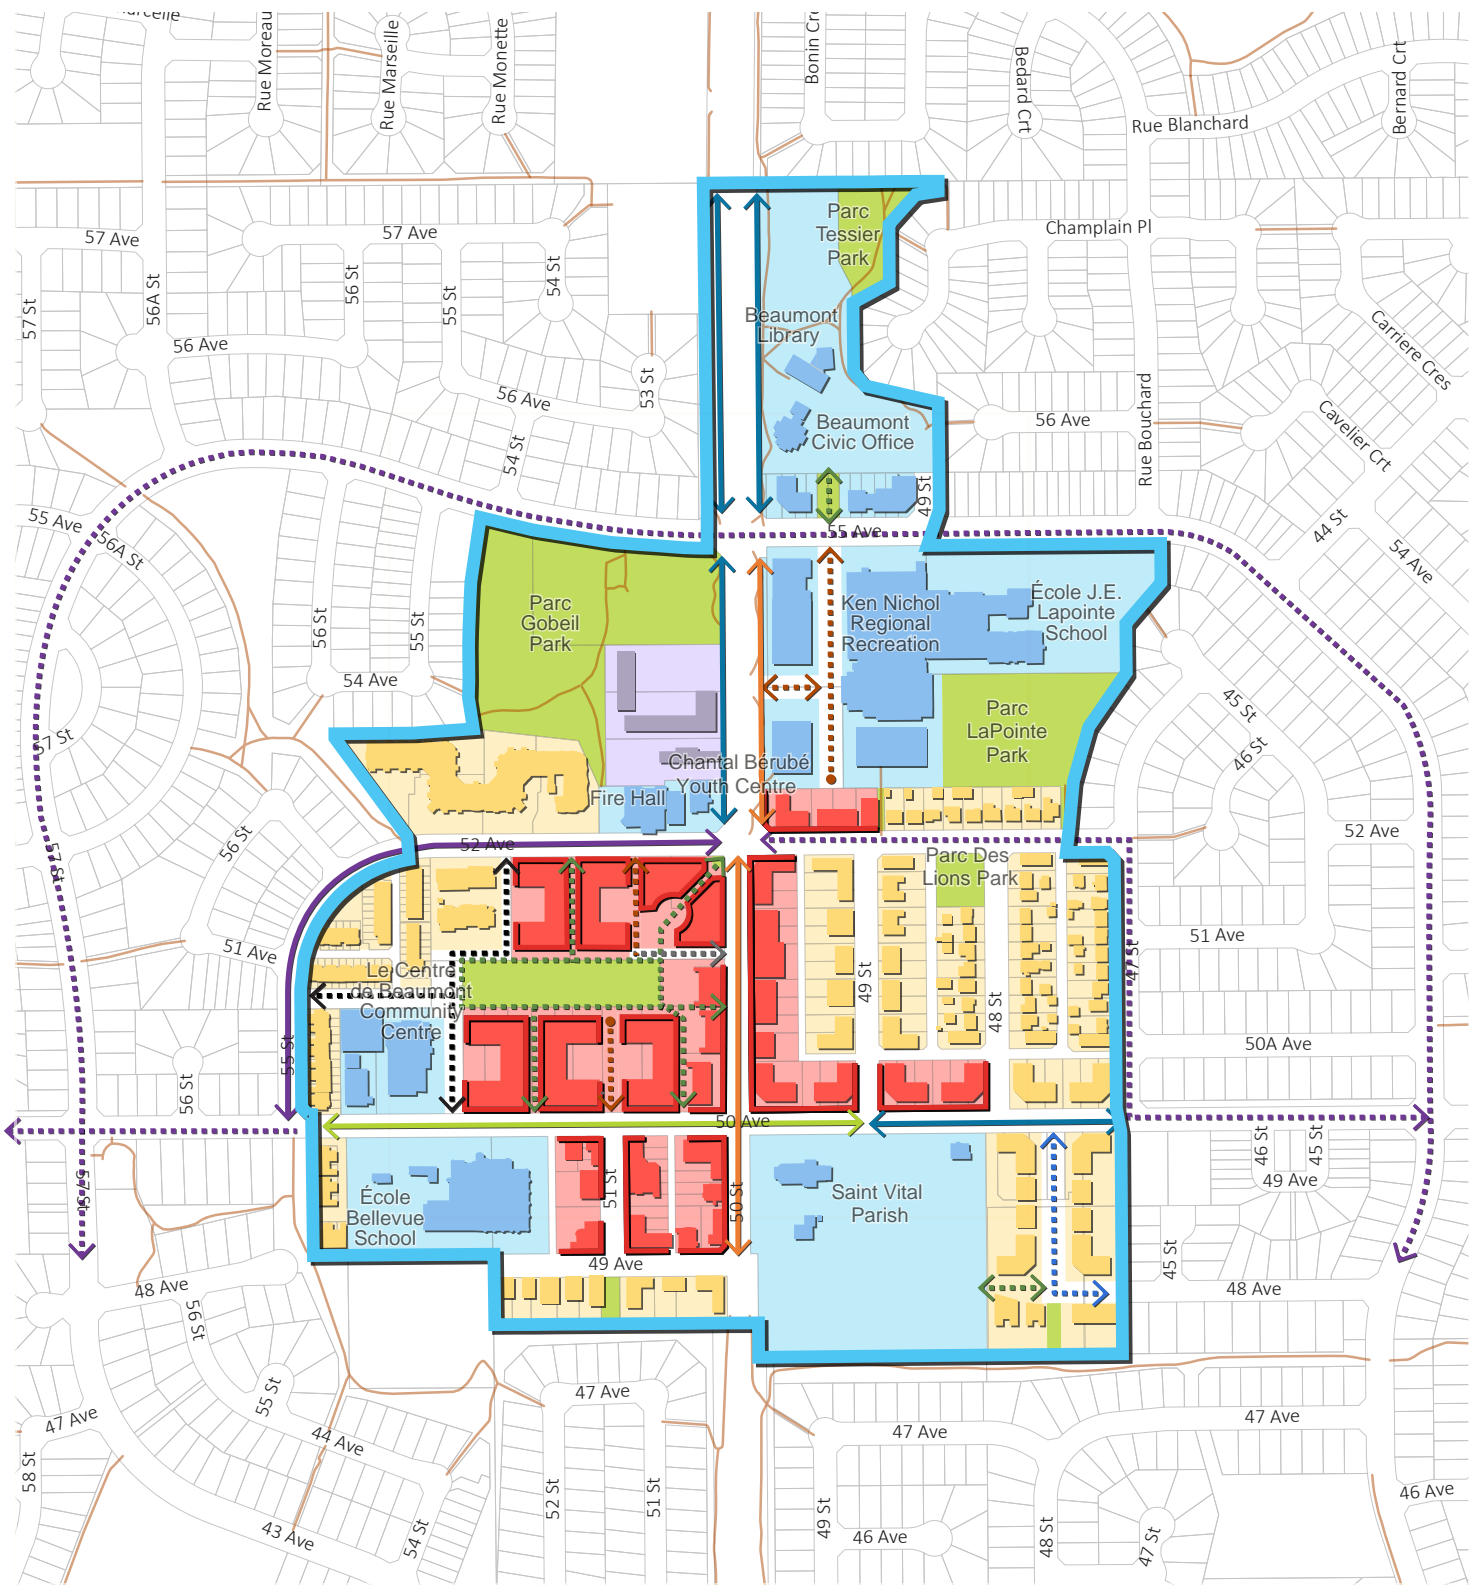 Rue Moreau
Rue Marseille
Rue Monette
Bonin Cre
Bedard Crt
Rue Blanchard
Bernard Crt
57 Ave
57 Ave
Champlain Pl
Parc
Tessier
Park
57 St
56A St
56 St
55 St
54 St
56 Ave
Beaumont
Library
Carriere Cres
53 St
56 Ave
54 St
Beaumont
Civic Office
56 Ave
Rue Bouchard
Cavelier Crt
49 St
55 Ave
56A St
55 Ave
44 St
54 Ave
Parc
Gobeil
Park
Ken Nichol
Regional
Recreation
École J.E.
Lapointe
School
56 St
55 St
54 Ave
57 St
Parc
LaPointe
Park
45 St
46 St
Chantal Bérubé
Youth Centre
Fire Hall
52 Ave
52 Ave
56 St
57 St
Parc Des
Lions Park
51 Ave
51 Ave
47 St
Le Centre
de Beaumont
Community
Centre
49 St
48 St
55 St
56 St
50A Ave
50 Ave
57 St
51 St
50 St
École
Bellevue
School
Saint Vital
Parish
46 St
45 St
49 Ave
49 Ave
45 St
48 Ave
48 Ave
56 St
55 St
47 Ave
47 Ave
44 Ave
47 Ave
47 Ave
58 St
52 St
51 St
49 St
46 Ave
48 St
47 St
46 Ave
43 Ave
54 St